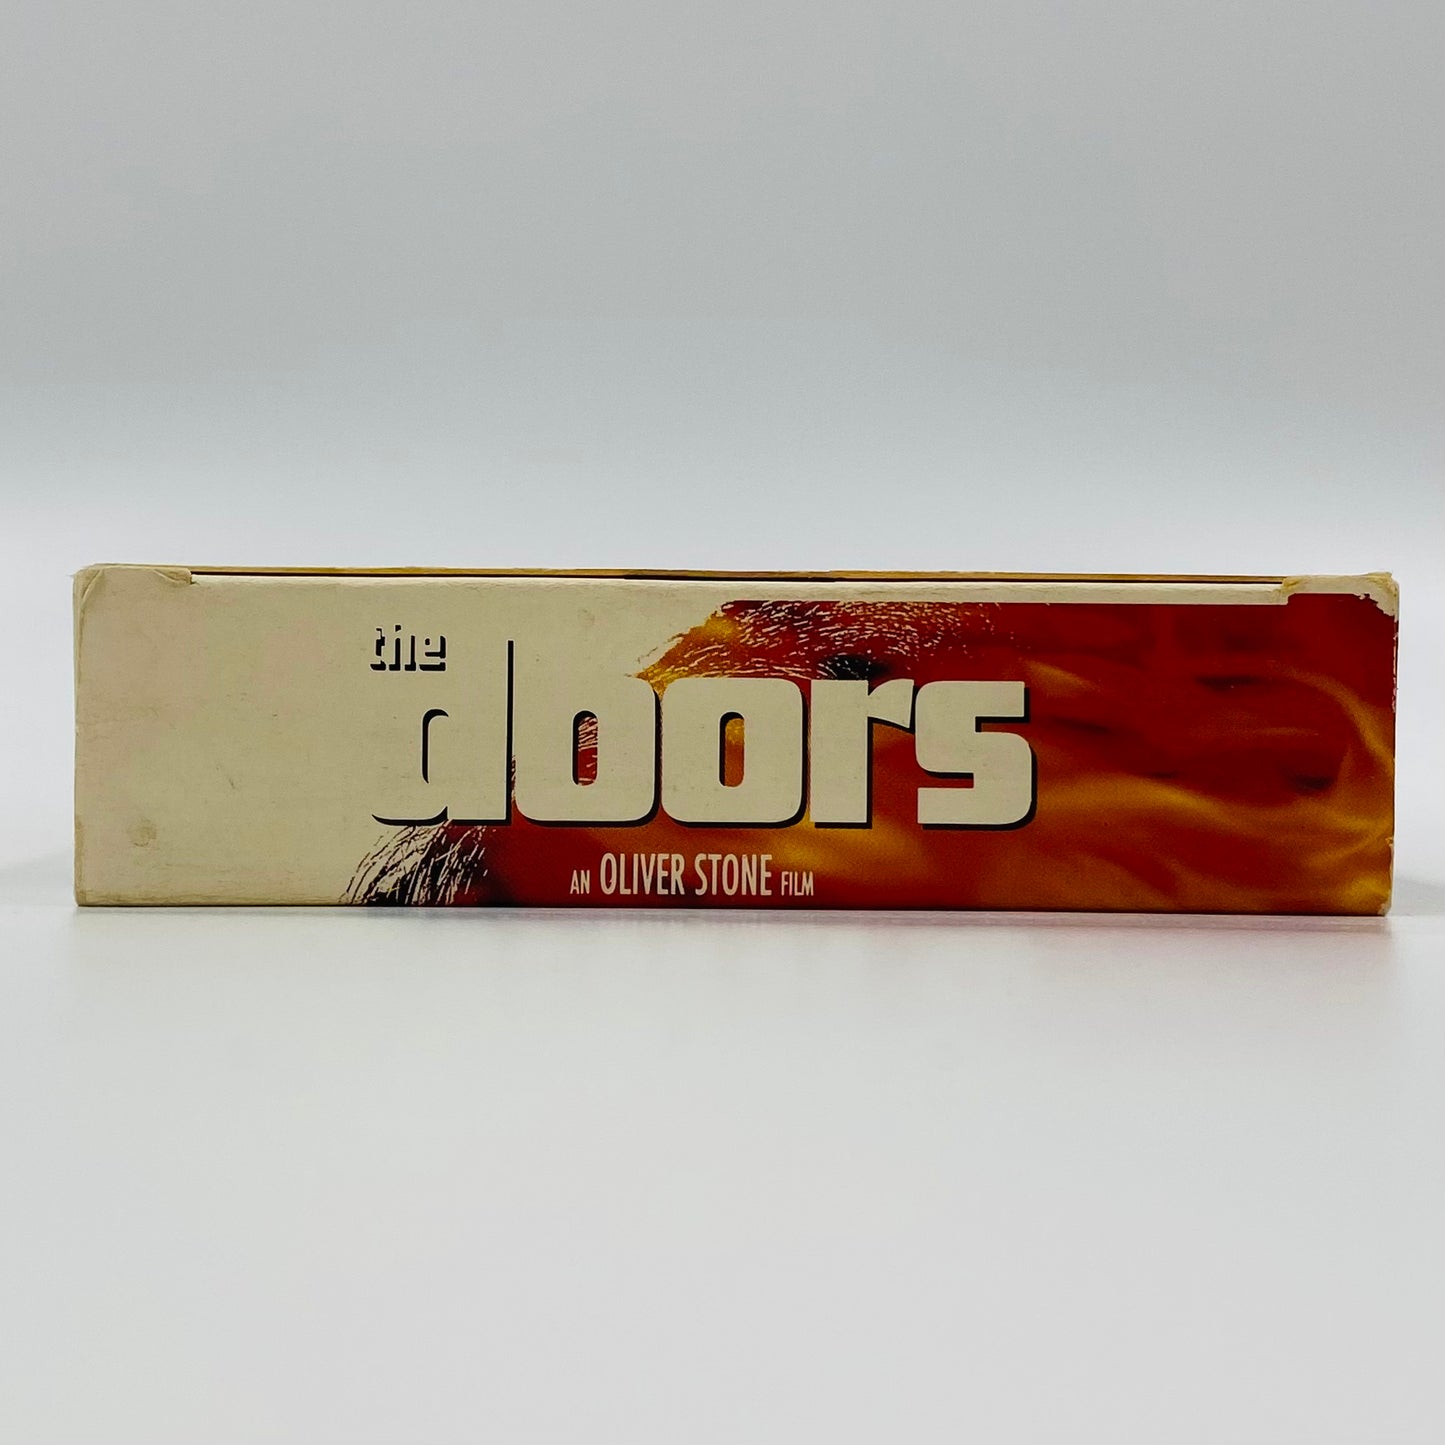 the
doors
AN OLIVER STONE FILM